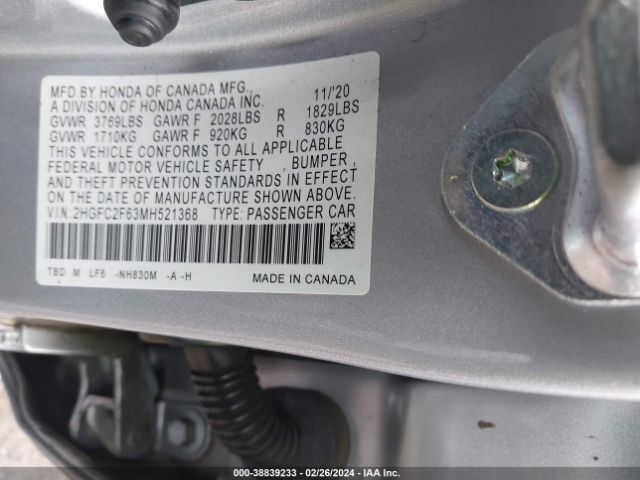 MFD.BY HONDA OF CANADA MFG., 11/'20
A DIVISION OF HONDA CANADA INC.
GVWR 3769LBS GAWR F 2028LBS R 1829LBS
GVWR 1710KG GAWR F 920KG R 830KG
THIS VEHICLE CONFORMS TO ALL APPLICABLE
FEDERAL MOTOR VEHICLE SAFETY , BUMPER ,
AND THEFT PREVENTION STANDARDS IN EFFECT
ON THE DATE OF MANUFACTURE SHOWN ABOVE.
V.I.N: 2HGFC2F63MH521368 TYPE: PASSENGER CAR
TBD M LF6 -NH830M -A -H
MADE IN CANADA
000-38839233 - 02/26/2024 - IAA Inc.